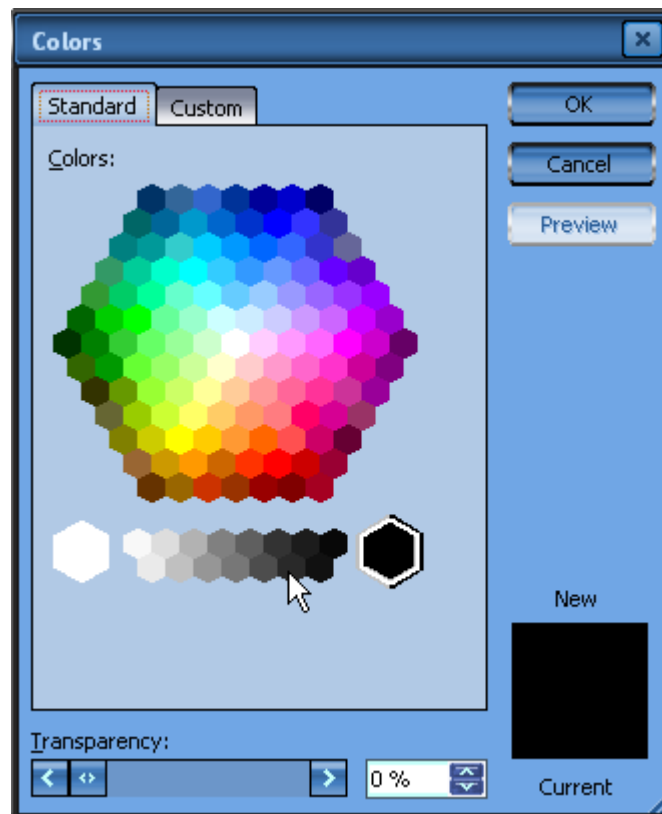 Colors
Standard Custom
OK
Colors:
Cancel
Preview
New
Transparency:
0 %
Current